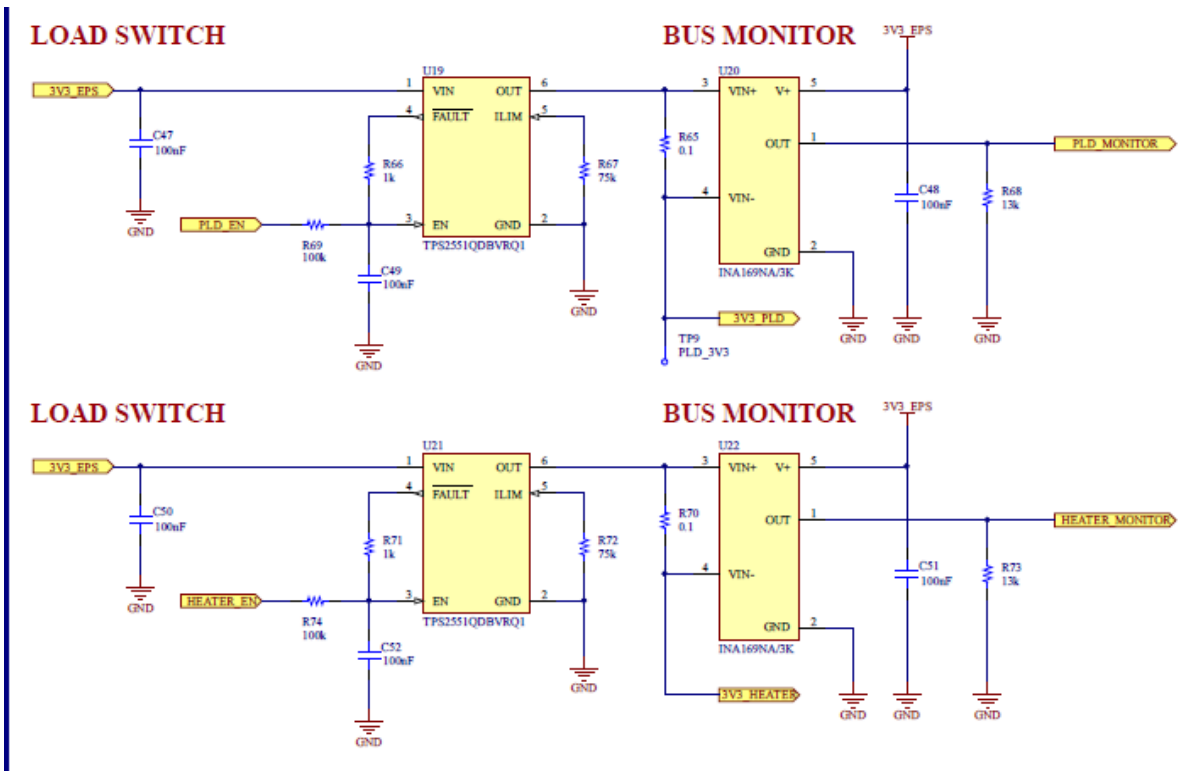 LOAD SWITCH
BUS MONITOR
3V3_EPS
3V3_EPS
U19
U20
1 VIN OUT 6
4 FAULT ILIM 5
3 EN GND 2
TPS2551QDBVRQ1
C47
100nF
GND
R66
1k
R67
75k
PLD_EN
R69
100k
C49
100nF
GND
GND
R65
0.1
3 VIN+ V+ 5
OUT 1
4 VIN-
GND 2
INA169NA/3K
PLD_MONITOR
C48
100nF
R68
13k
3V3_PLD
TP9
PLD_3V3
GND
GND
GND
LOAD SWITCH
BUS MONITOR
3V3_EPS
3V3_EPS
U21
U22
1 VIN OUT 6
4 FAULT ILIM 5
3 EN GND 2
TPS2551QDBVRQ1
C50
100nF
GND
R71
1k
R72
75k
HEATER_EN
R74
100k
C52
100nF
GND
GND
R70
0.1
3 VIN+ V+ 5
OUT 1
4 VIN-
GND 2
INA169NA/3K
HEATER_MONITOR
C51
100nF
R73
13k
3V3_HEATER
GND
GND
GND